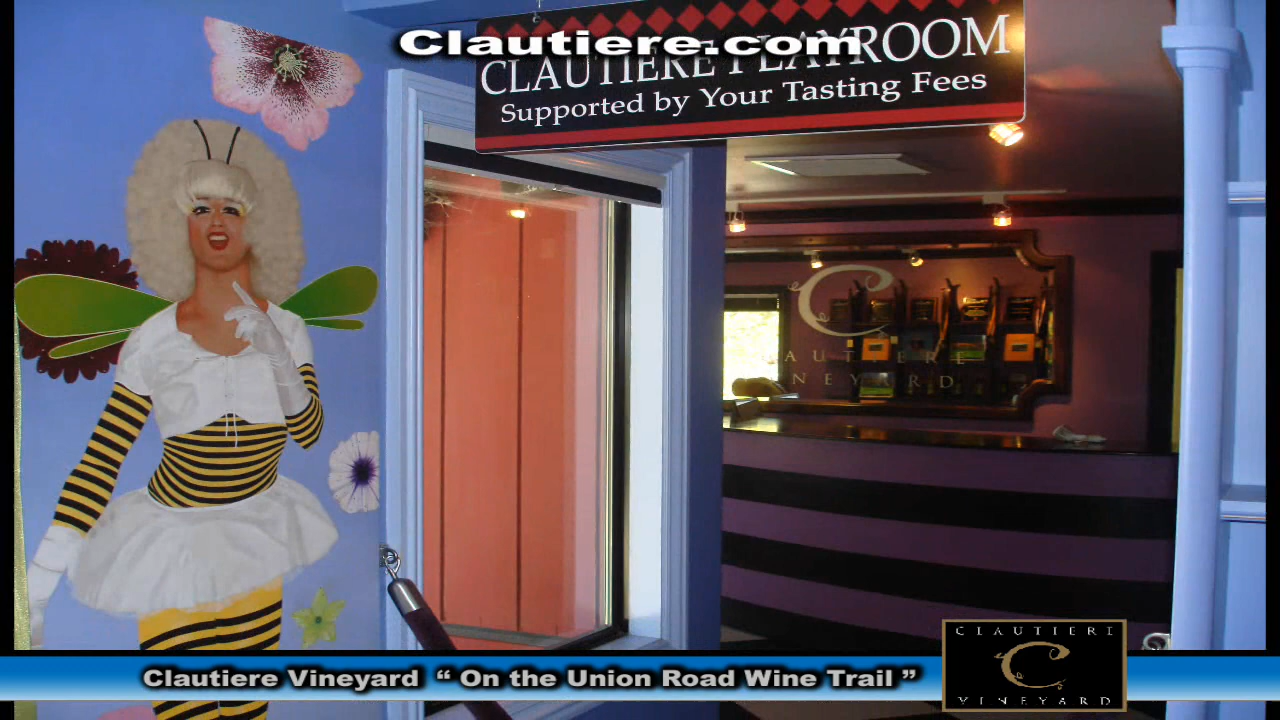 Clautiere.com
CLAUTIERE PLAYROOM
Supported by Your Tasting Fees
C
CLAUTIERE
VINEYARD
Clautiere Vineyard “ On the Union Road Wine Trail ”
CLAUTIERE
C
VINEYARD